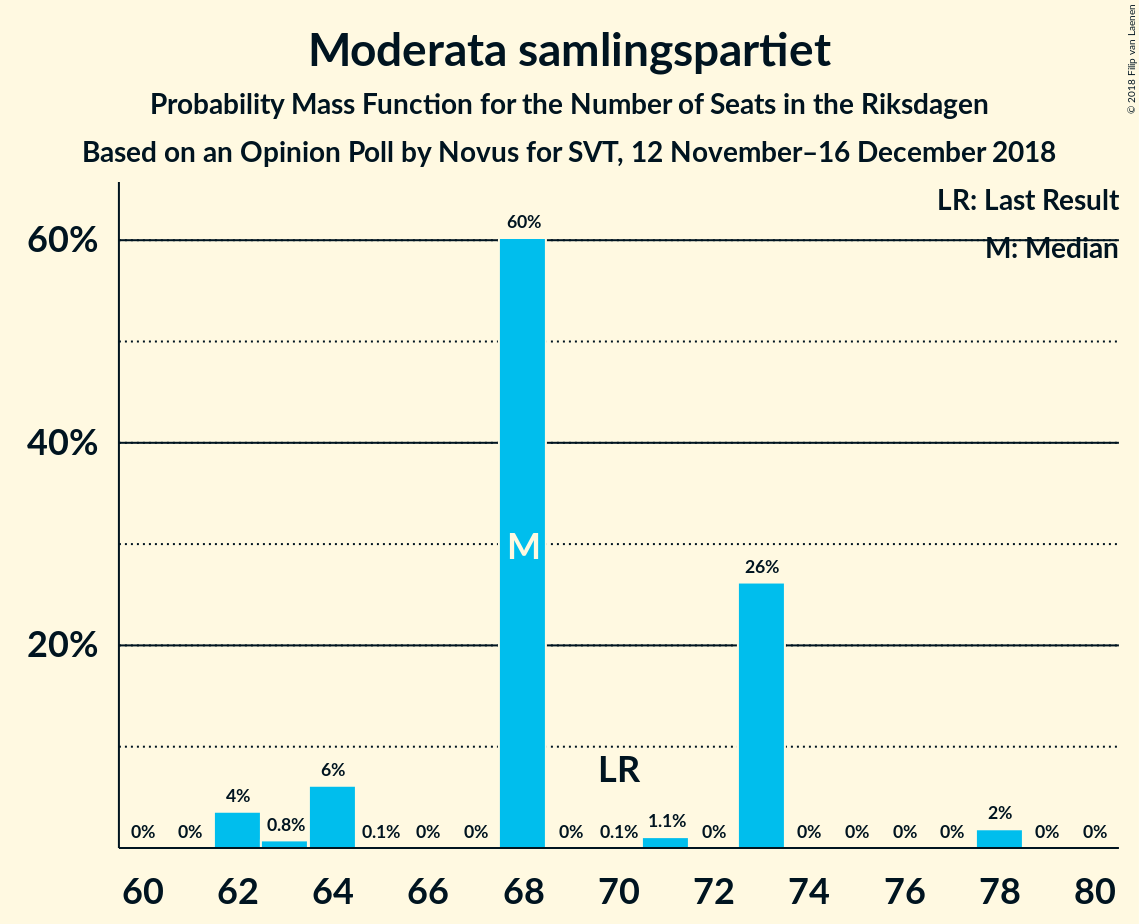 Moderata samlingspartiet
Probability Mass Function for the Number of Seats in the Riksdagen
Based on an Opinion Poll by Novus for SVT, 12 November–16 December 2018
© 2018 Filip van Laenen
LR: Last Result
M: Median
60%
40%
20%
0% 0% 4% 0.8% 6% 0.1% 0% 0% 60% 0% 0.1% 1.1% 0% 26% 0% 0% 0% 0% 2% 0% 0%
M
LR
60 62 64 66 68 70 72 74 76 78 80